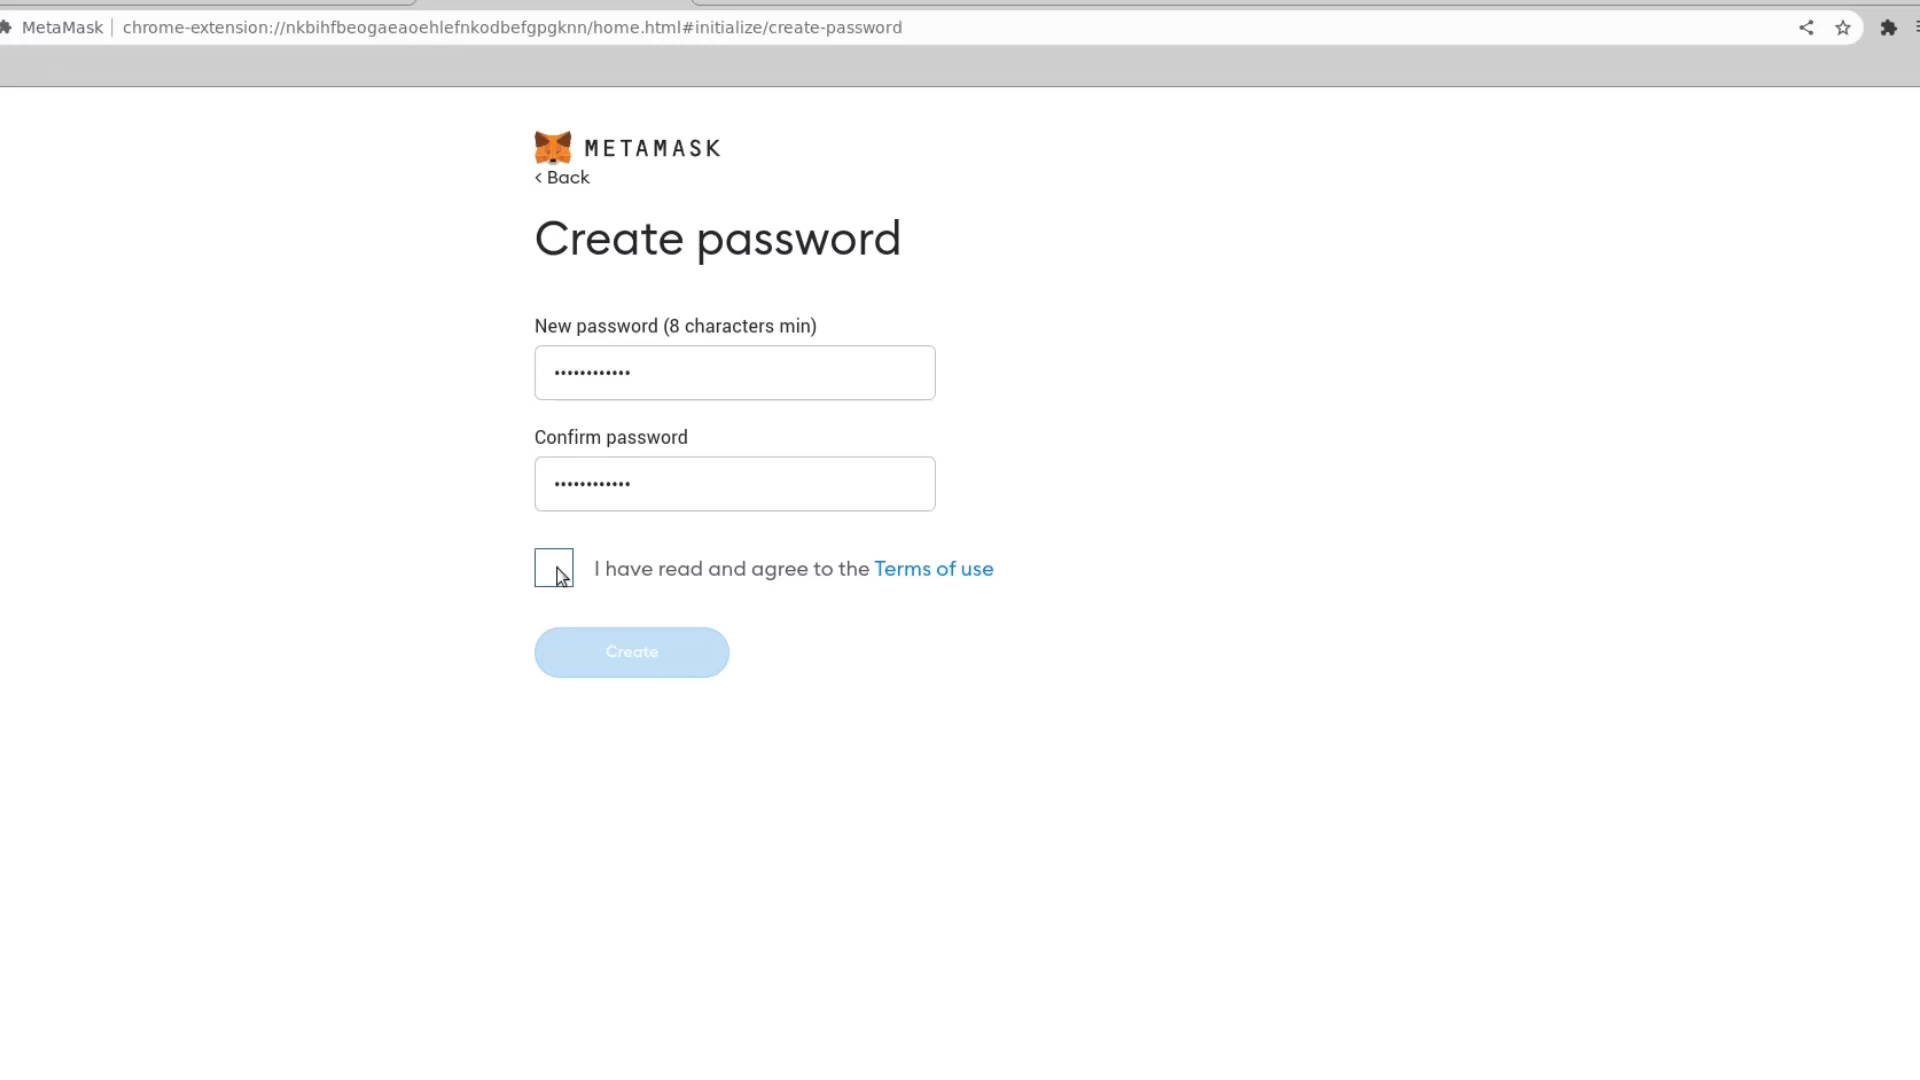 MetaMask | chrome-extension://nkbihfbeogaeaoehlefnkodbefgpgknn/home.html#initialize/create-password
METAMASK
< Back
Create password
New password (8 characters min)
••••••••••••
Confirm password
••••••••••••
I have read and agree to the Terms of use
Create